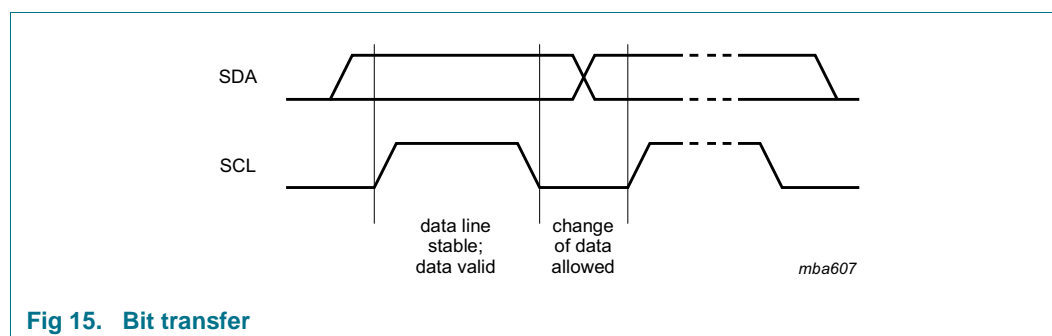 SDA
SCL
data line
stable;
data valid
change
of data
allowed
mba607
Fig 15. Bit transfer